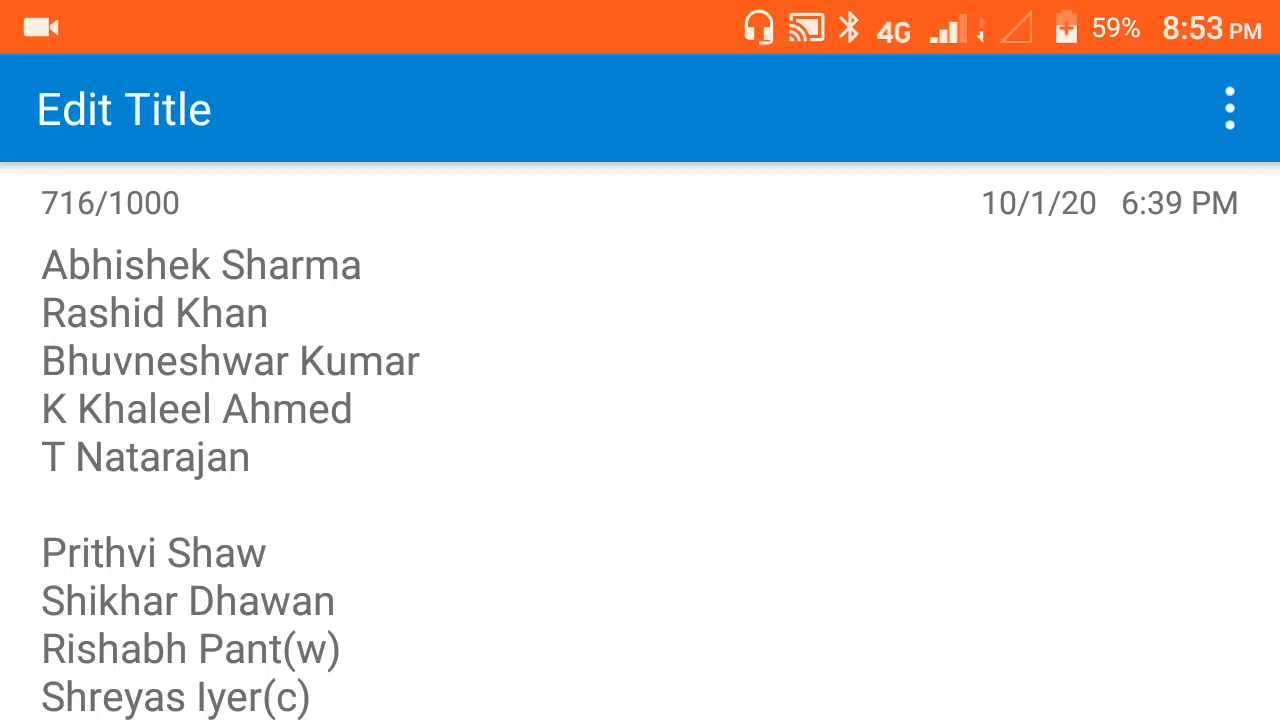 4G 59% 8:53 PM
Edit Title
716/1000 10/1/20 6:39 PM
Abhishek Sharma
Rashid Khan
Bhuvneshwar Kumar
K Khaleel Ahmed
T Natarajan
Prithvi Shaw
Shikhar Dhawan
Rishabh Pant(w)
Shreyas Iyer(c)